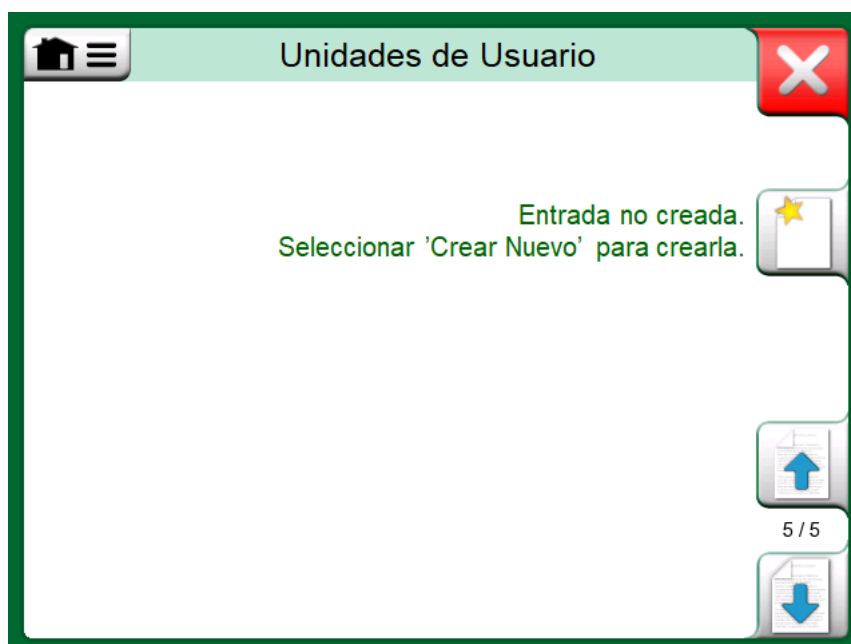 Unidades de Usuario
Entrada no creada.
Seleccionar ’Crear Nuevo’ para crearla.
5 / 5